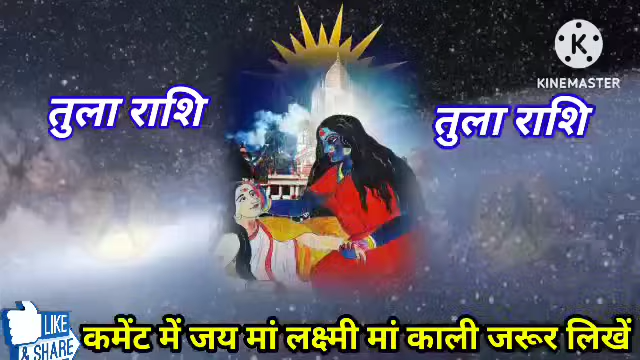 K
KINEMASTER
तुला राशि
तुला राशि
LIKE
& SHARE
कमेंट में जय मां लक्ष्मी मां काली जरूर लिखें